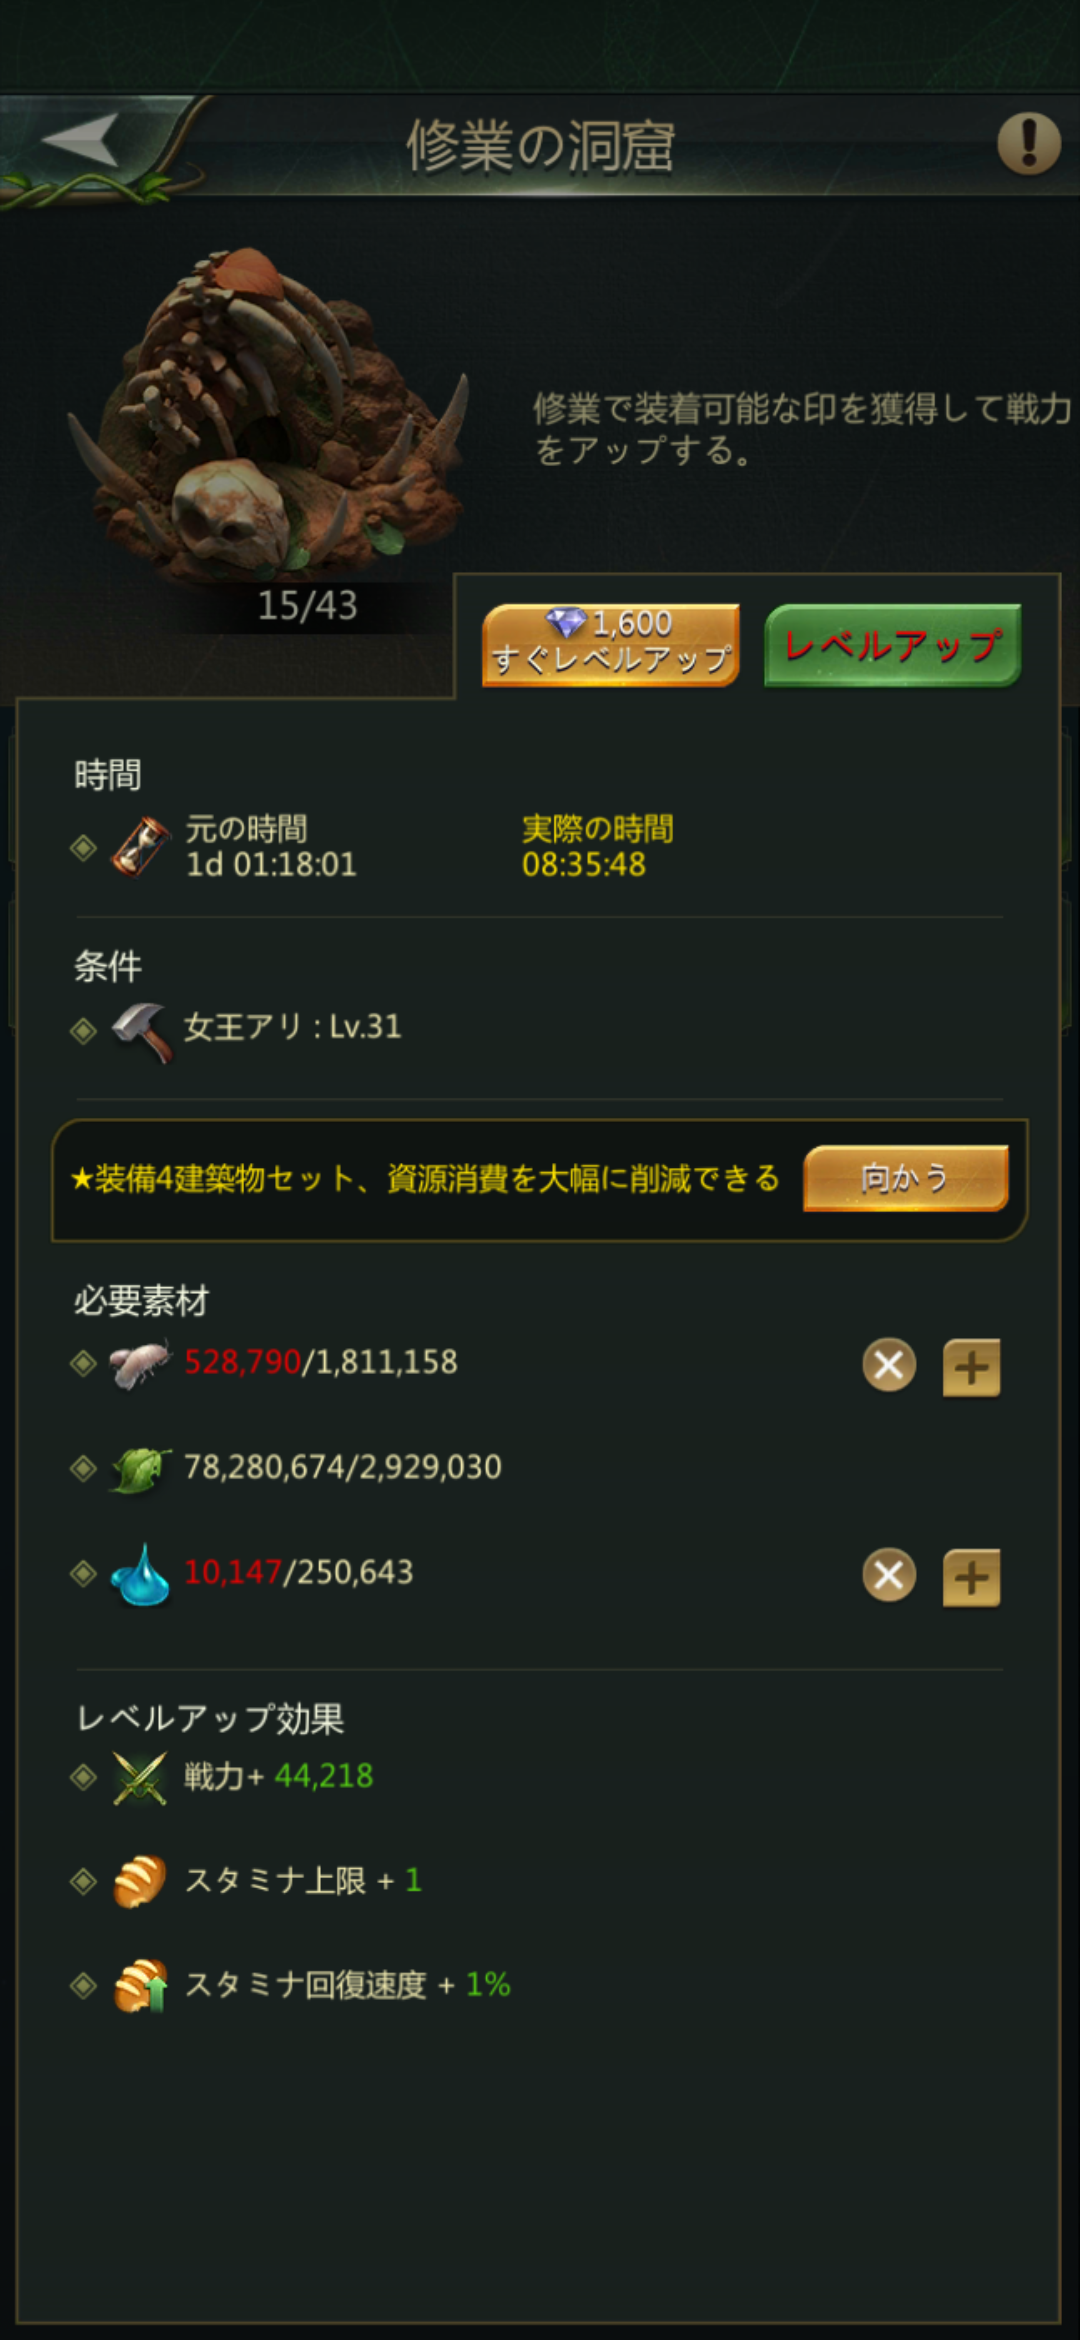 修業の洞窟
修業で装着可能な印を獲得して戦力
をアップする。
15/43
1,600
すぐレベルアップ
レベルアップ
時間
元の時間
1d 01:18:01
実際の時間
08:35:48
条件
女王アリ : Lv.31
★装備4建築物セット、資源消費を大幅に削減できる
向かう
必要素材
528,790/1,811,158
78,280,674/2,929,030
10,147/250,643
レベルアップ効果
戦力+ 44,218
スタミナ上限 + 1
スタミナ回復速度 + 1%